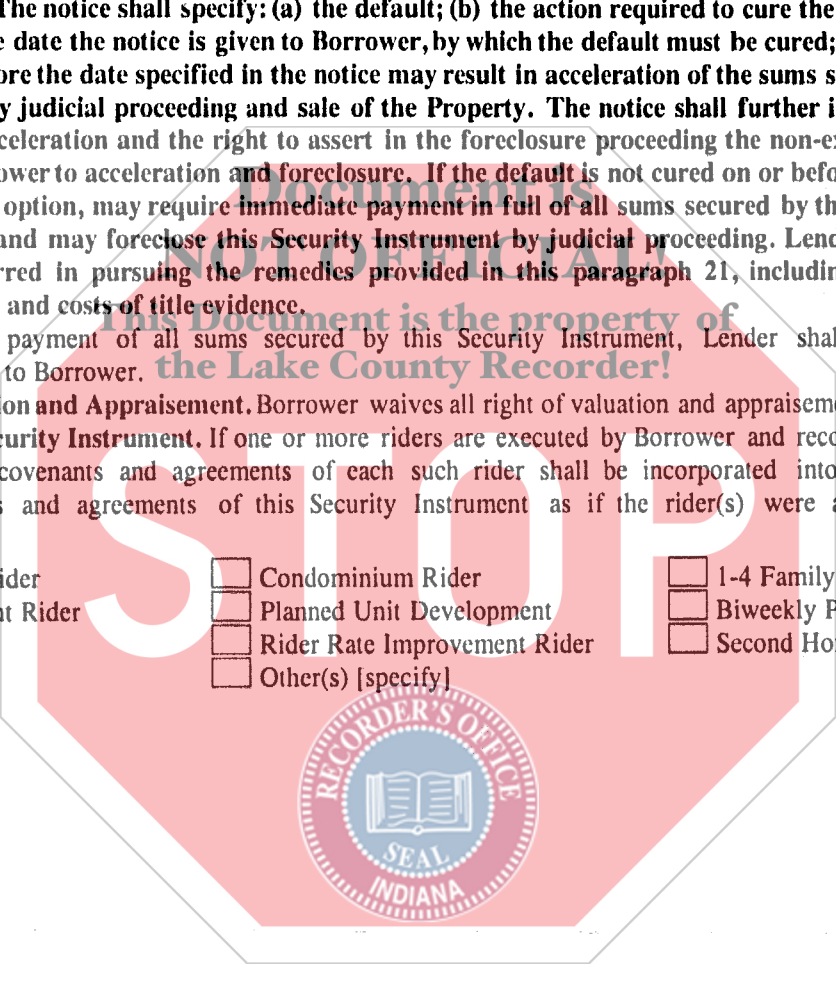 The notice shall specify: (a) the default; (b) the action required to cure the
date the notice is given to Borrower, by which the default must be cured;
ore the date specified in the notice may result in acceleration of the sums s
y judicial proceeding and sale of the Property. The notice shall further i
celeration and the right to assert in the foreclosure proceeding the non-ex
ower to acceleration and foreclosure. If the default is not cured on or befo
option, may require immediate payment in full of all sums secured by th
and may foreclose this Security Instrument by judicial proceeding. Lend
rred in pursuing the remedies provided in this paragraph 21, includin
and costs of title evidence.
payment of all sums secured by this Security Instrument, Lender shal
to Borrower.
ion and Appraisement. Borrower waives all right of valuation and appraiseme
curity Instrument. If one or more riders are executed by Borrower and reco
covenants and agreements of each such rider shall be incorporated into
s and agreements of this Security Instrument as if the rider(s) were a
ider Condominium Rider 1-4 Family
nt Rider Planned Unit Development Biweekly P
Rider Rate Improvement Rider Second Ho
Other(s) [specify]
Document is
NOT OFFICIAL!
This Document is the property of
the Lake County Recorder!
STOP
RECORDER'S OFFICE
SEAL
INDIANA